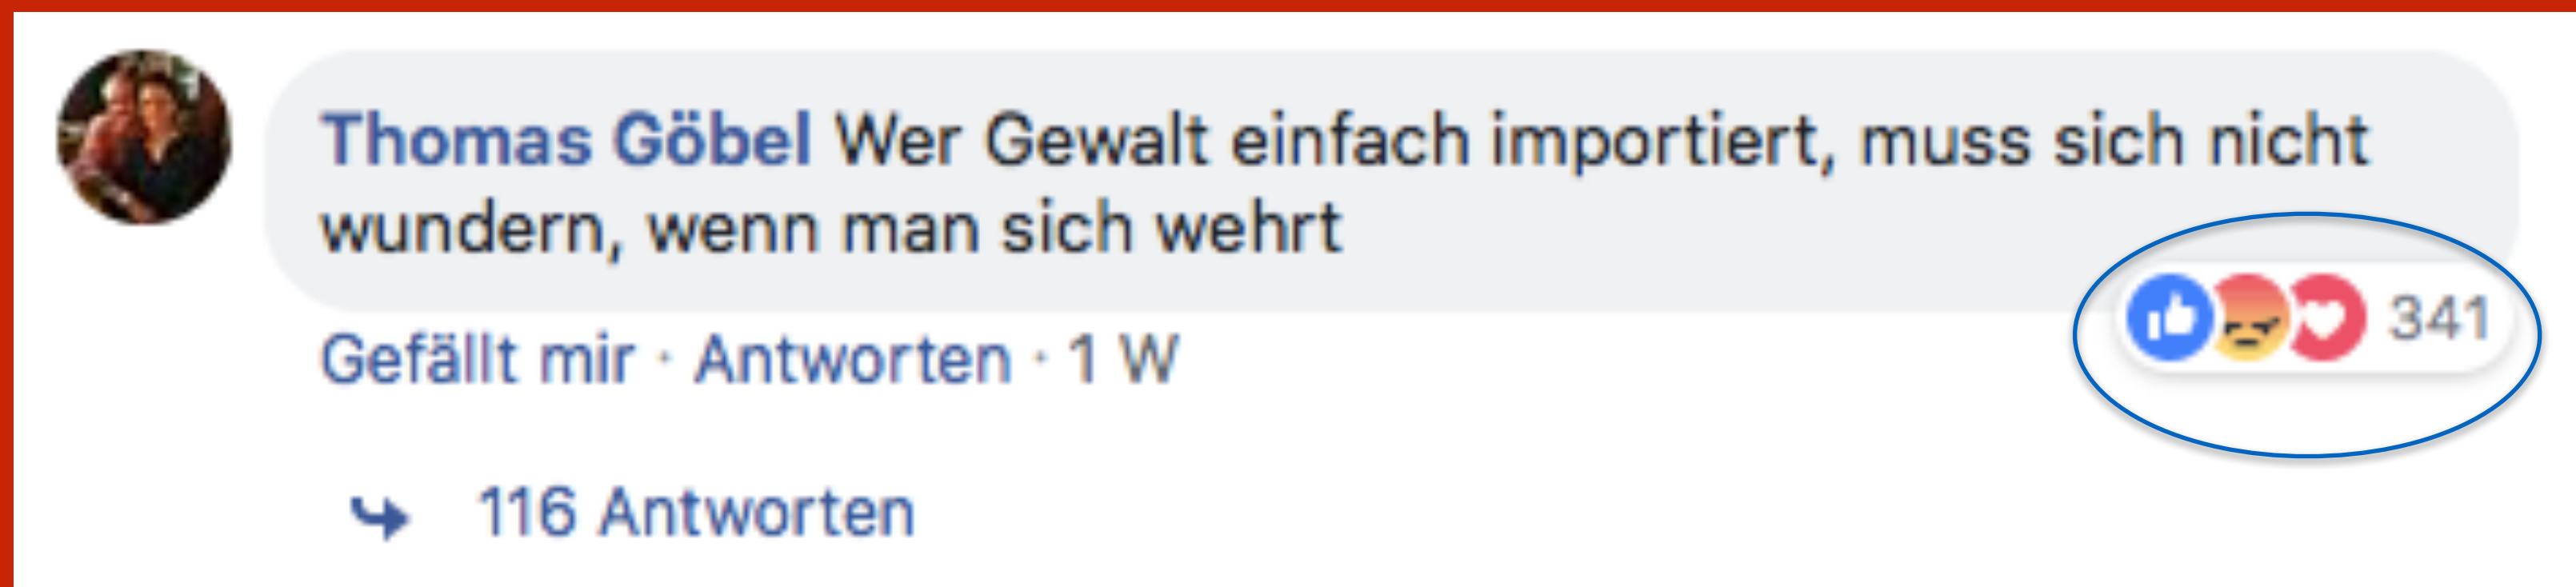 Thomas Göbel Wer Gewalt einfach importiert, muss sich nicht
wundern, wenn man sich wehrt
341
Gefällt mir · Antworten · 1 W
116 Antworten